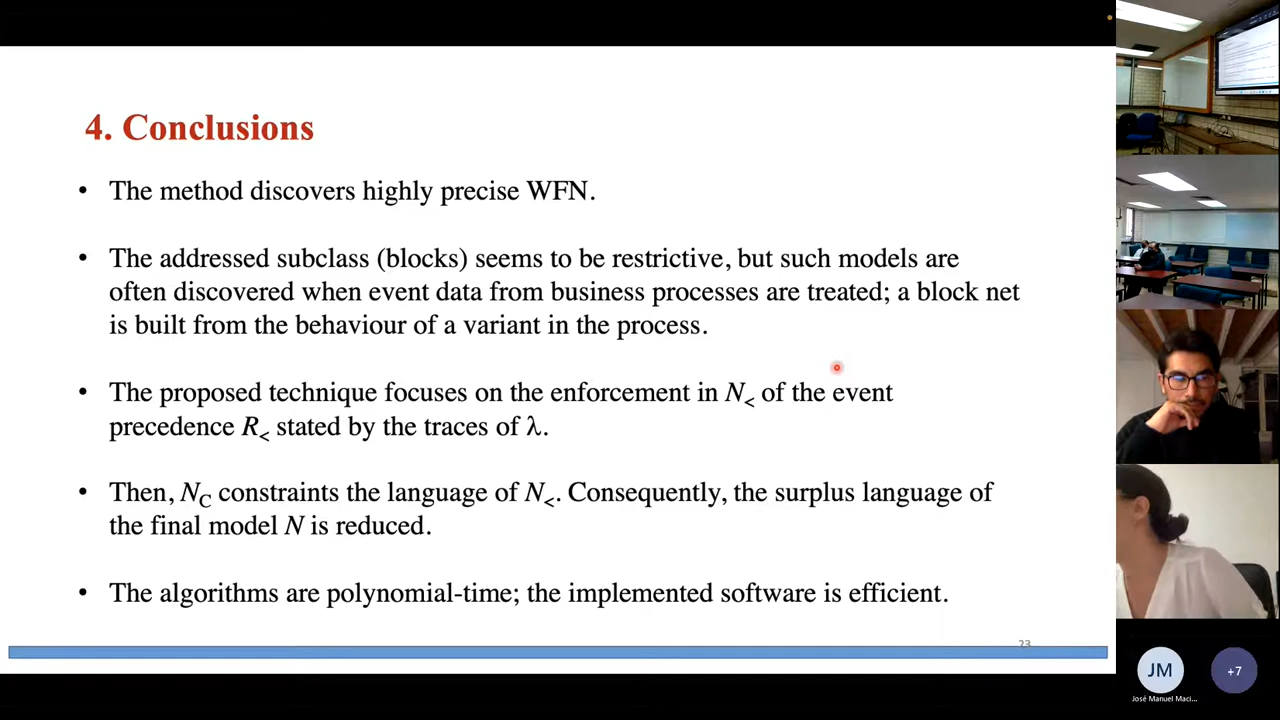 4. Conclusions
• The method discovers highly precise WFN.
• The addressed subclass (blocks) seems to be restrictive, but such models are
often discovered when event data from business processes are treated; a block net
is built from the behaviour of a variant in the process.
• The proposed technique focuses on the enforcement in N< of the event
precedence R< stated by the traces of λ.
• Then, NC constraints the language of N<. Consequently, the surplus language of
the final model N is reduced.
• The algorithms are polynomial-time; the implemented software is efficient.
23
JM
+7
José Manuel Maci...